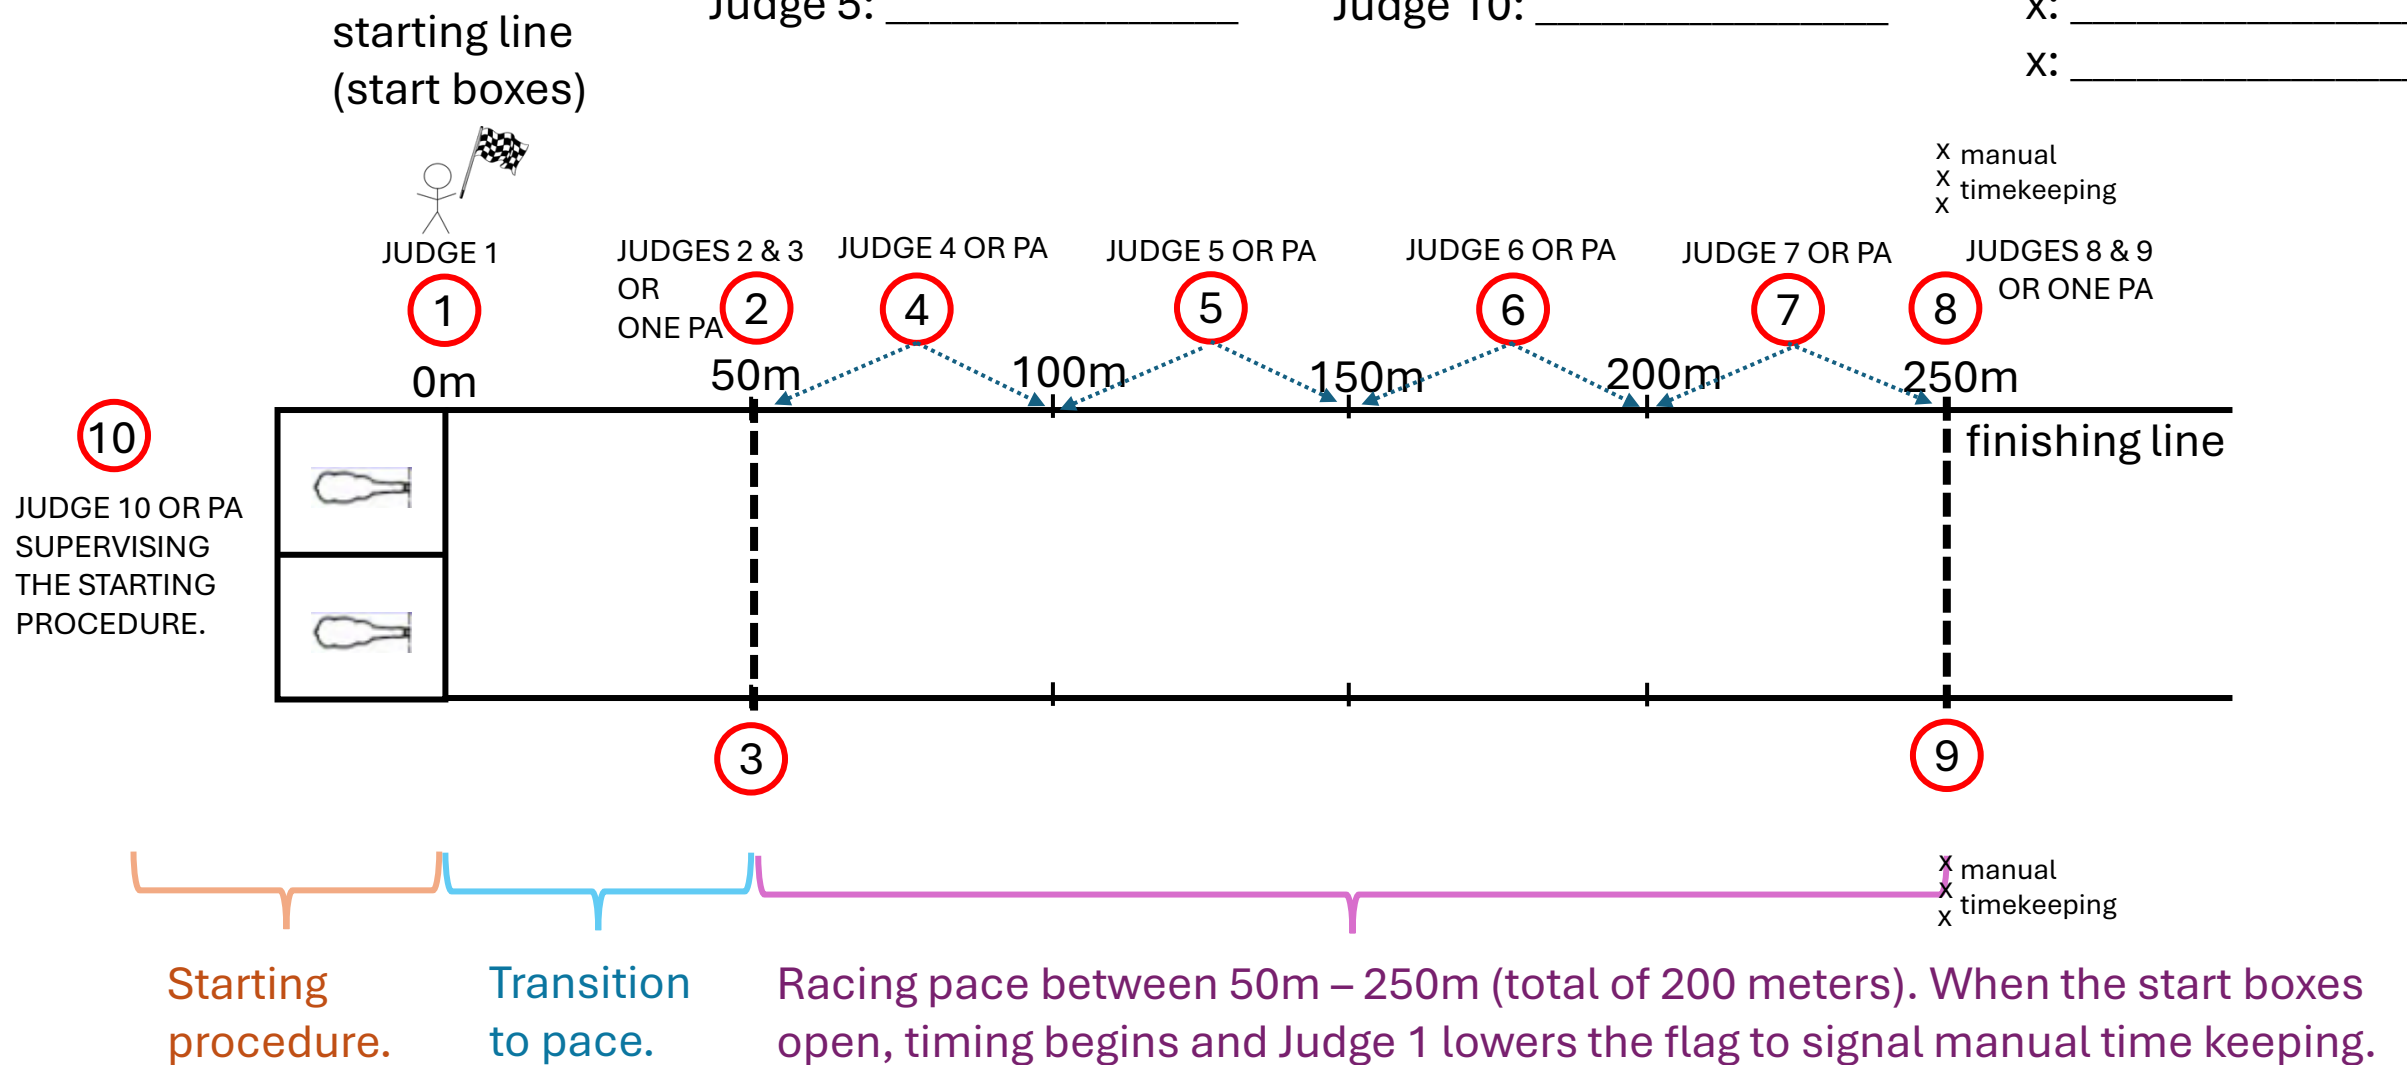 Judge 5: ________________
Judge 10: ________________
x: ________________
starting line
(start boxes)
x: ________________
x manual
x timekeeping
x
JUDGE 1
JUDGES 2 & 3
OR
ONE PA
JUDGE 4 OR PA
JUDGE 5 OR PA
JUDGE 6 OR PA
JUDGE 7 OR PA
JUDGES 8 & 9
OR ONE PA
1
2
4
5
6
7
8
0m
50m
100m
150m
200m
250m
finishing line
10
JUDGE 10 OR PA
SUPERVISING
THE STARTING
PROCEDURE.
3
9
x manual
x timekeeping
x
Starting
procedure.
Transition
to pace.
Racing pace between 50m – 250m (total of 200 meters). When the start boxes
open, timing begins and Judge 1 lowers the flag to signal manual time keeping.